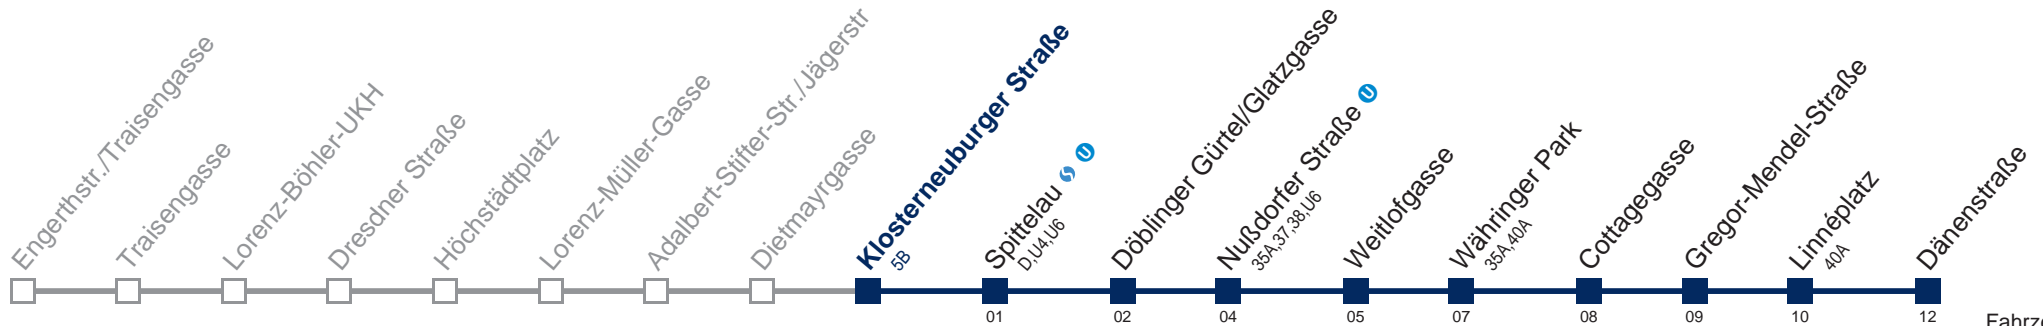 Engerthstr./Traisengasse
Traisengasse
Lorenz-Böhler-UKH
Dresdner Straße
Höchstädtplatz
Lorenz-Müller-Gasse
Adalbert-Stifter-Str./Jägerstr
Dietmayrgasse
Klosterneuburger Straße
5B
Spittelau S U
D,U4,U6
Döblinger Gürtel/Glatzgasse
Nußdorfer Straße U
35A,37,38,U6
Weitlofgasse
Währinger Park
35A,40A
Cottagegasse
Gregor-Mendel-Straße
Linnéplatz
40A
Dänenstraße
01 02 04 05 07 08 09 10 12